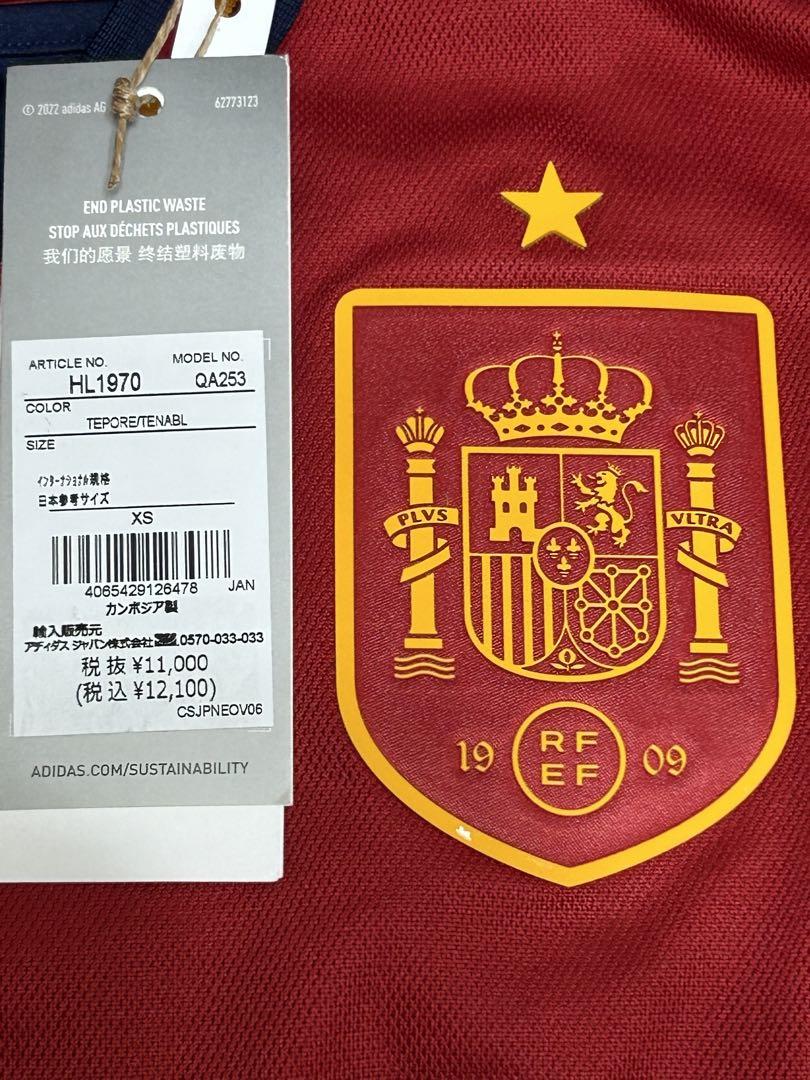 © 2022 adidas AG
62773123
END PLASTIC WASTE
STOP AUX DÉCHETS PLASTIQUES
我们的愿景 终结塑料废物
ARTICLE NO.
MODEL NO.
HL1970
QA253
COLOR
TEPORE/TENABL
SIZE
インターナショナル規格
日本参考サイズ
XS
4065429126478
JAN
カンボジア製
輸入販売元
アディダス ジャパン株式会社 0570-033-033
税抜 ¥11,000
(税込 ¥12,100)
CSJPNEOV06
ADIDAS.COM/SUSTAINABILITY
PLVS
VLTRA
19
RF
EF
09